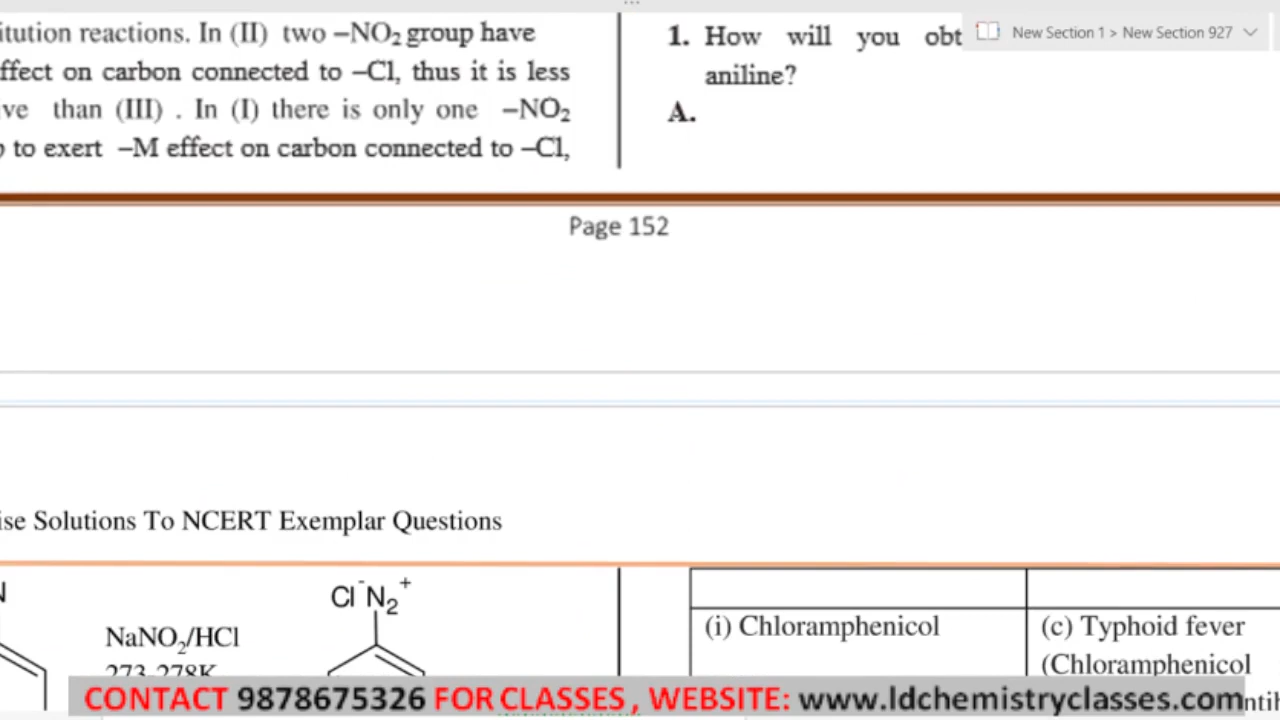 itution reactions. In (II) two –NO2 group have
ffect on carbon connected to –Cl, thus it is less
ve than (III) . In (I) there is only one –NO2
to exert –M effect on carbon connected to –Cl,
1. How will you obt
aniline?
A.
New Section 1 > New Section 927
Page 152
ise Solutions To NCERT Exemplar Questions
Cl-N2+
NaNO2/HCl
273-278K
(i) Chloramphenicol
(c) Typhoid fever
(Chloramphenicol
CONTACT 9878675326 FOR CLASSES , WEBSITE: www.ldchemistryclasses.com